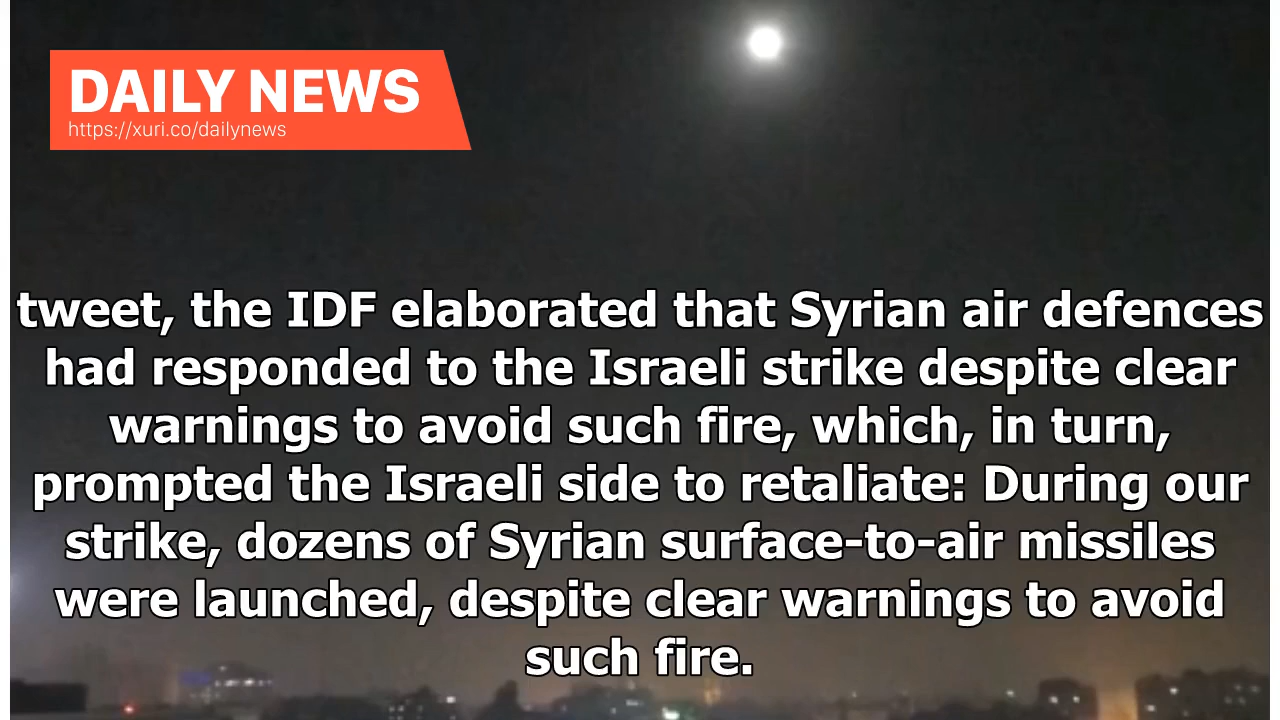 DAILY NEWS
https://xuri.co/dailynews
tweet, the IDF elaborated that Syrian air defences
had responded to the Israeli strike despite clear
warnings to avoid such fire, which, in turn,
prompted the Israeli side to retaliate: During our
strike, dozens of Syrian surface-to-air missiles
were launched, despite clear warnings to avoid
such fire.